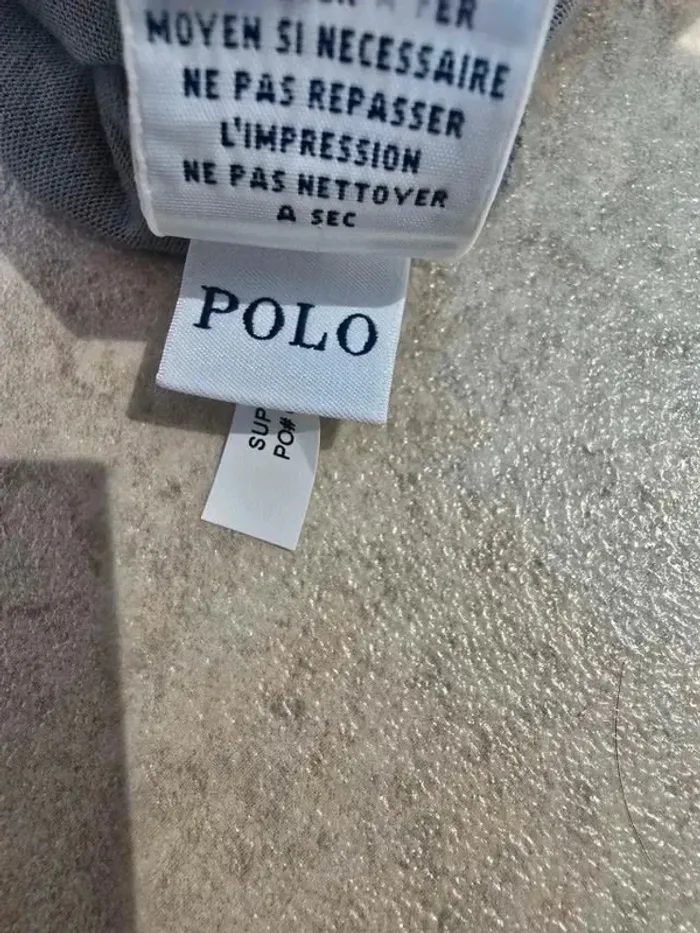 MOYEN SI NECESSAIRE
NE PAS REPASSER
L'IMPRESSION
NE PAS NETTOYER
A SEC
POLO
SUP
PO#